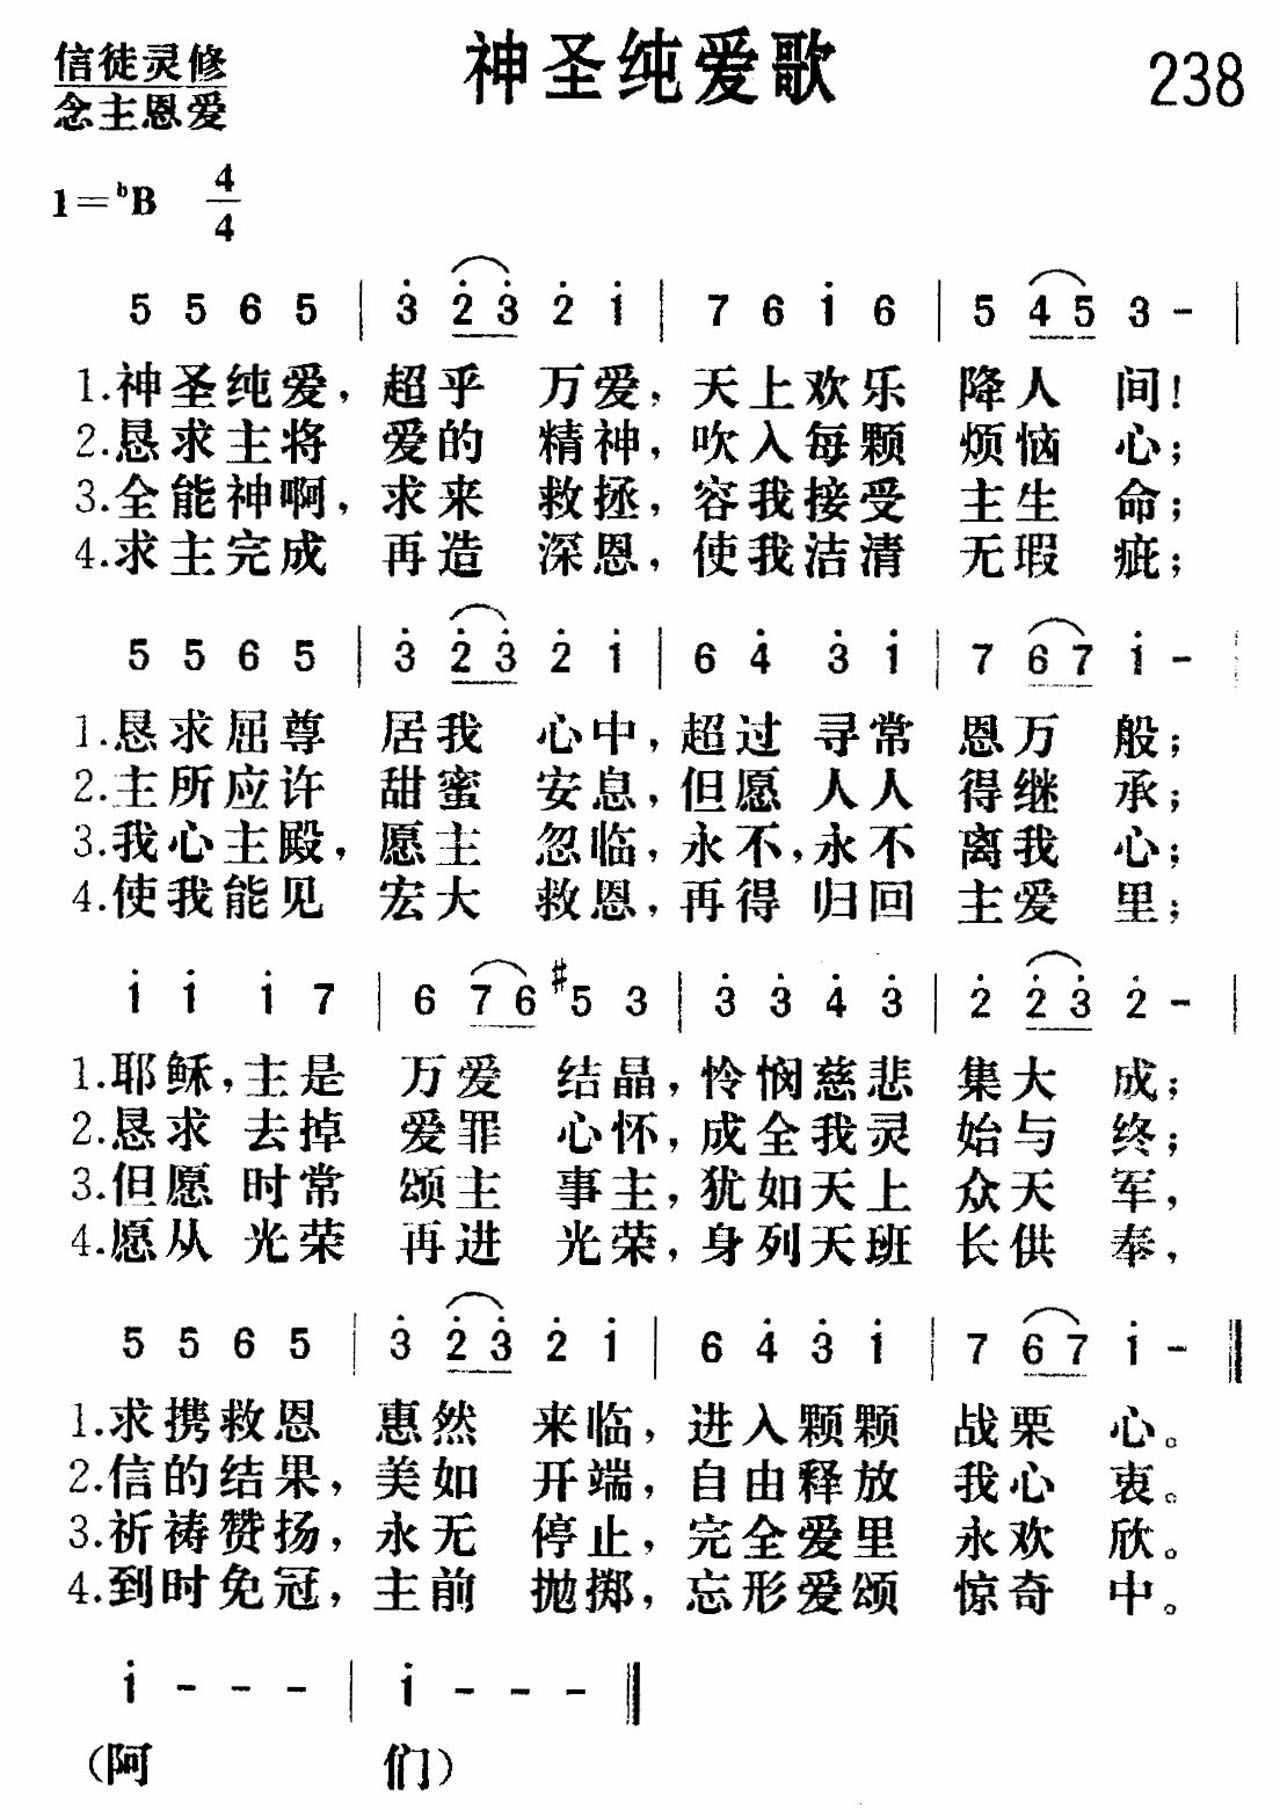 信徒灵修
念主恩爱
神圣纯爱歌
238
1=♭B 4/4
5 5 6 5 | 3̇ 2̇ 3̇ 2̇ 1̇ | 7 6 1̇ 6 | 5 4 5 3 - |
1.神圣纯爱，超乎 万爱，天上欢乐 降人 间！
2.恳求主将 爱的 精神，吹入每颗 烦恼 心；
3.全能神啊，求来 救拯，容我接受 主生 命；
4.求主完成 再造 深恩，使我洁清 无瑕 疵；
5 5 6 5 | 3̇ 2̇ 3̇ 2̇ 1̇ | 6 4̇ 3̇ 1̇ | 7 6 7 1̇ - |
1.恳求屈尊 居我 心中，超过 寻常 恩万 般；
2.主所应许 甜蜜 安息，但愿 人人 得继 承；
3.我心主殿，愿主 忽临，永不，永不 离我 心；
4.使我能见 宏大 救恩，再得 归回 主爱 里；
1̇ 1̇ 1̇ 7 | 6 7 6 #5 3 | 3̇ 3̇ 4̇ 3̇ | 2̇ 2̇ 3̇ 2̇ - |
1.耶稣，主是 万爱 结晶，怜悯慈悲 集大 成；
2.恳求 去掉 爱罪 心怀，成全我灵 始与 终；
3.但愿 时常 颂主 事主，犹如天上 众天 军，
4.愿从 光荣 再进 光荣，身列天班 长供 奉，
5 5 6 5 | 3̇ 2̇ 3̇ 2̇ 1̇ | 6 4̇ 3̇ 1̇ | 7 6 7 1̇ - ‖
1.求携救恩 惠然 来临，进入颗颗 战栗 心。
2.信的结果，美如 开端，自由释放 我心 衷。
3.祈祷赞扬，永无 停止，完全爱里 永欢 欣。
4.到时免冠，主前 抛掷，忘形爱颂 惊奇 中。
1̇ - - - | 1̇ - - - ‖
（阿 们）